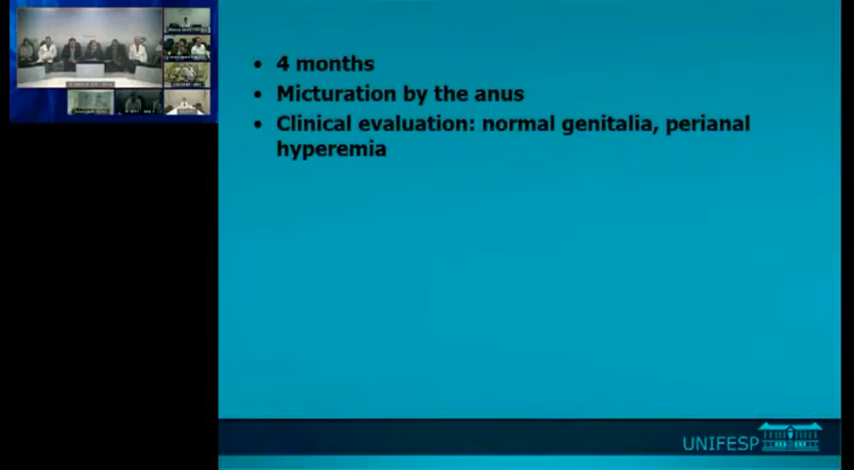 • 4 months
• Micturation by the anus
• Clinical evaluation: normal genitalia, perianal
hyperemia
UNIFESP